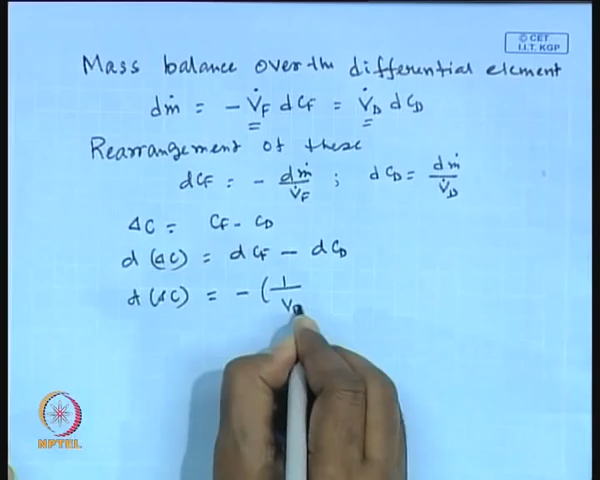 © CET
I.I.T. KGP
Mass balance over the differential element
dṁ = - V̇F dCF = V̇D dCD
Rearrangement of these
dCF = - dṁ/V̇F ; dCD = dṁ/V̇D
ΔC = CF - CD
d(ΔC) = dCF - dCD
d(ΔC) = - (1/V
NPTEL